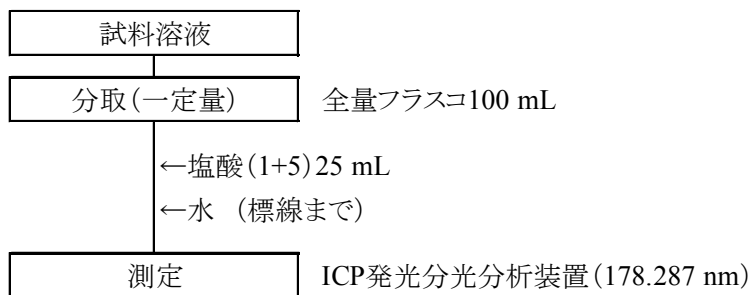 試料溶液
分取(一定量) 全量フラスコ100 mL
←塩酸(1+5)25 mL
←水 (標線まで)
測定 ICP発光分光分析装置(178.287 nm)